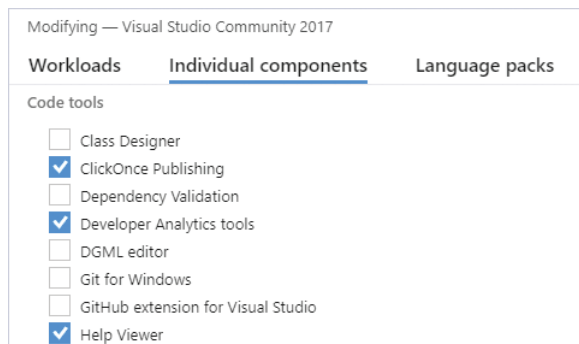 Modifying — Visual Studio Community 2017
Workloads Individual components Language packs
Code tools
Class Designer
ClickOnce Publishing
Dependency Validation
Developer Analytics tools
DGML editor
Git for Windows
GitHub extension for Visual Studio
Help Viewer